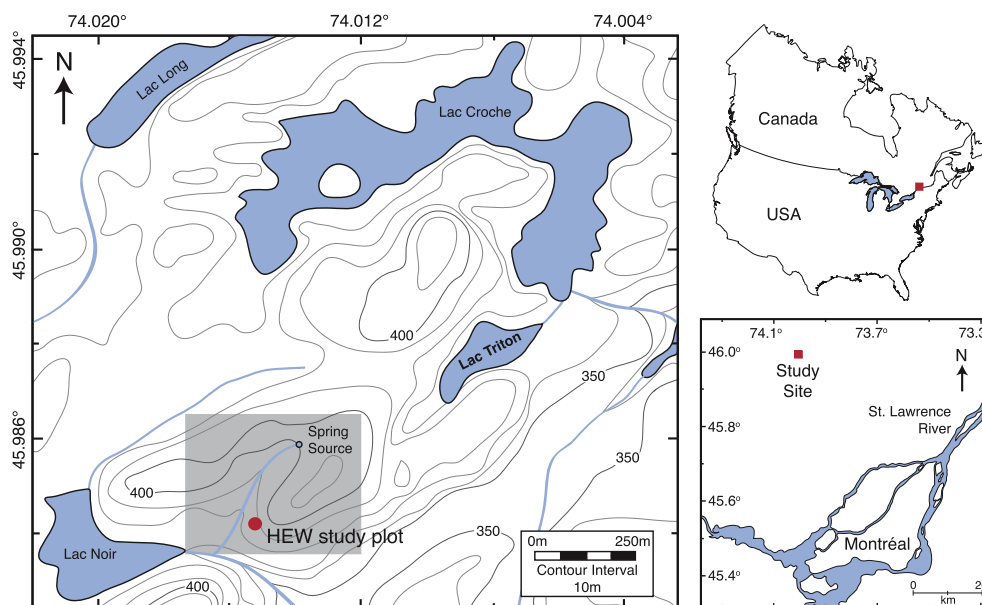 74.020°
74.012°
74.004°
45.994°
45.990°
45.986°
N
Lac Long
Lac Croche
400
Lac Triton
350
Spring
Source
400
350
HEW study plot
Lac Noir
350
400
0m 250m
Contour Interval
10m
Canada
USA
74.1° 73.7° 73.3
46.0°
45.8°
45.6°
45.4°
Study
Site
N
St. Lawrence
River
Montréal
0 2
km